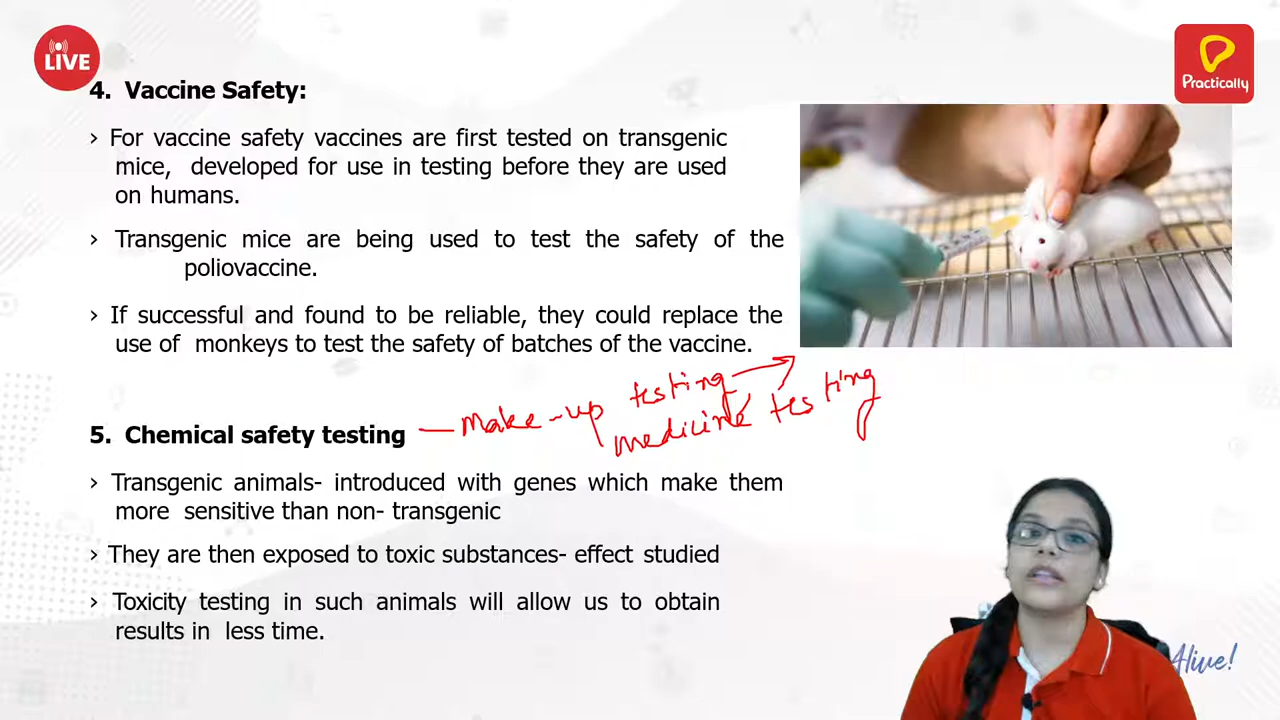 LIVE
Practically
4. Vaccine Safety:
› For vaccine safety vaccines are first tested on transgenic
mice, developed for use in testing before they are used
on humans.
› Transgenic mice are being used to test the safety of the
poliovaccine.
› If successful and found to be reliable, they could replace the
use of monkeys to test the safety of batches of the vaccine.
5. Chemical safety testing
— Make-up testing →
medicine testing
› Transgenic animals- introduced with genes which make them
more sensitive than non- transgenic
› They are then exposed to toxic substances- effect studied
› Toxicity testing in such animals will allow us to obtain
results in less time.
Alive!